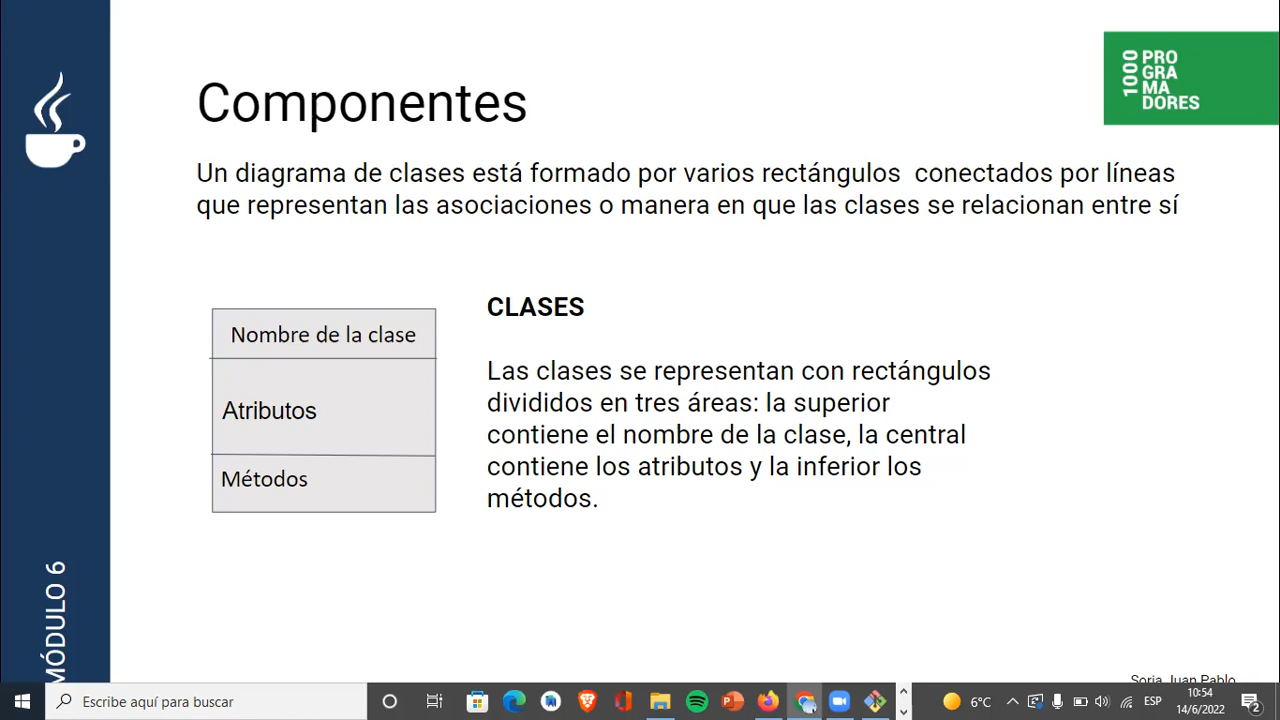 Componentes
1000
PRO
GRA
MA
DORES
Un diagrama de clases está formado por varios rectángulos  conectados por líneas
que representan las asociaciones o manera en que las clases se relacionan entre sí
Nombre de la clase
Atributos
Métodos
CLASES
Las clases se representan con rectángulos
divididos en tres áreas: la superior
contiene el nombre de la clase, la central
contiene los atributos y la inferior los
métodos.
MÓDULO 6
Soria, Juan Pablo
Escribe aquí para buscar
6°C
ESP
10:54
14/6/2022
2